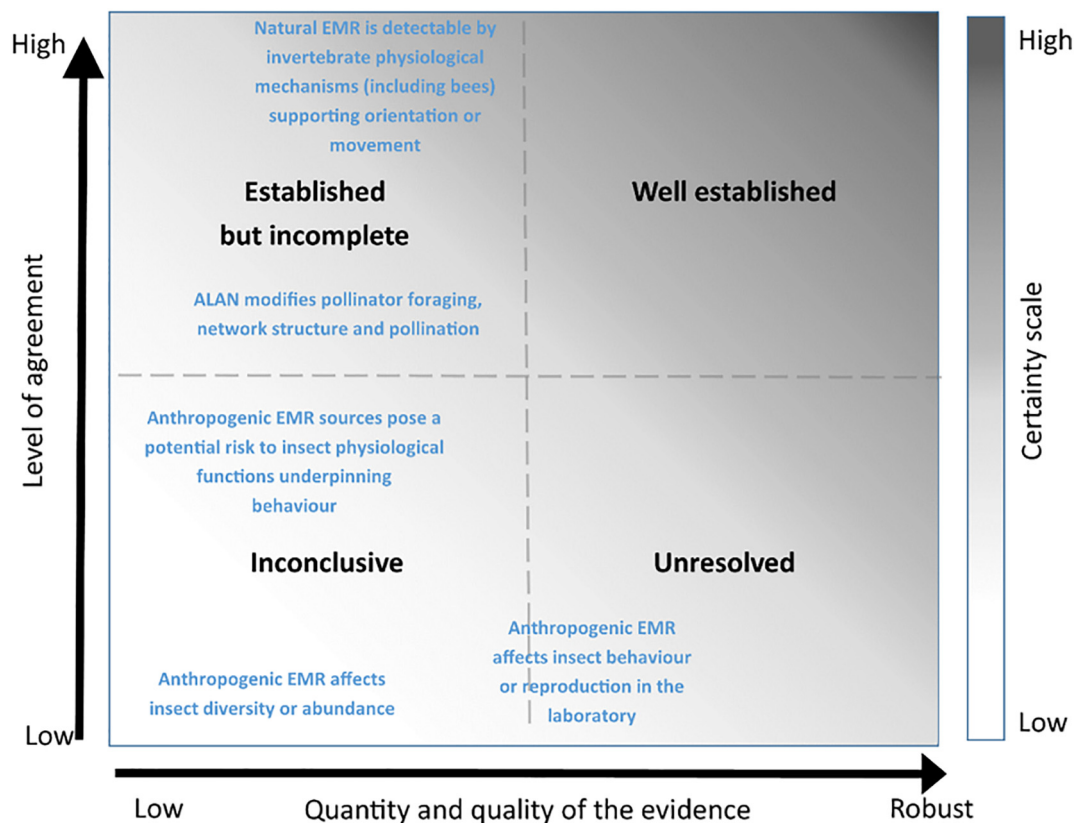 High
Natural EMR is detectable by
invertebrate physiological
mechanisms (including bees)
supporting orientation or
movement
Established
but incomplete
Well established
ALAN modifies pollinator foraging,
network structure and pollination
Level of agreement
Anthropogenic EMR sources pose a
potential risk to insect physiological
functions underpinning
behaviour
Inconclusive
Unresolved
Anthropogenic EMR affects
insect diversity or abundance
Anthropogenic EMR
affects insect behaviour
or reproduction in the
laboratory
Low
High
Certainty scale
Low
Low
Quantity and quality of the evidence
Robust